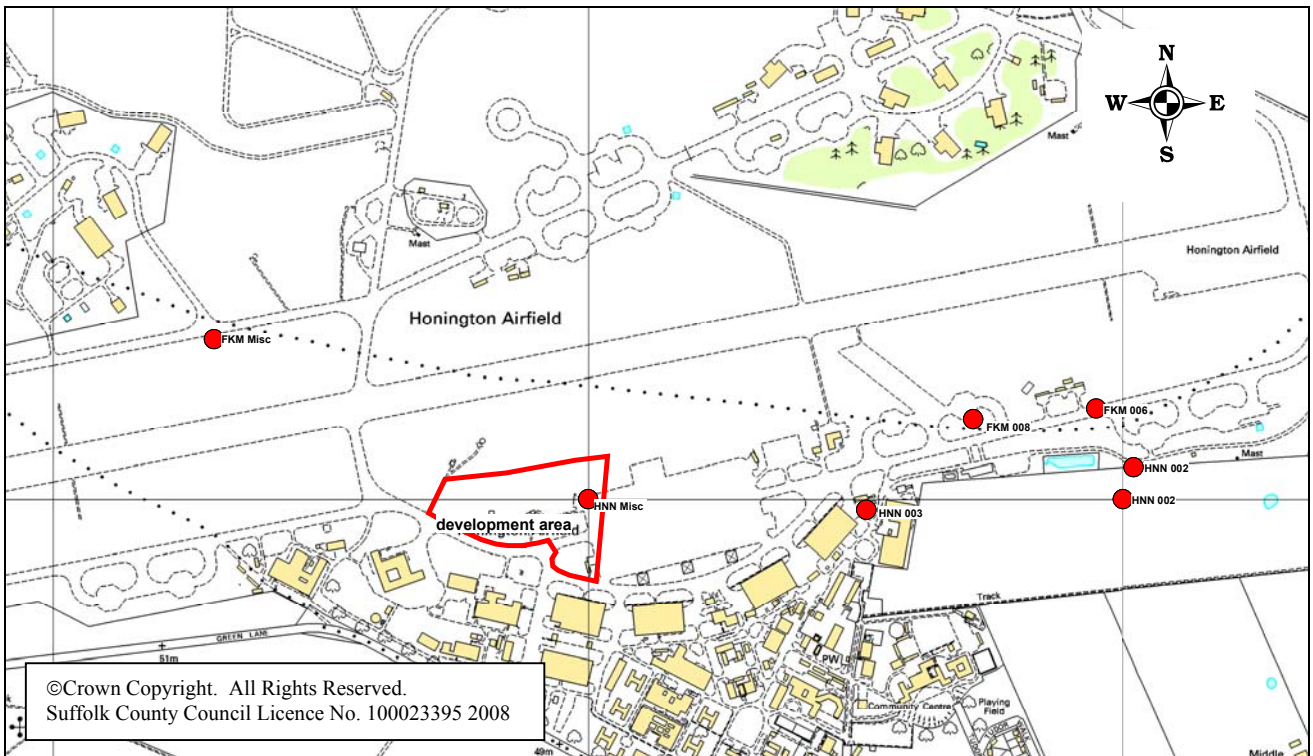 N
W E
S
Mast
Mast
Honington Airfield
Honington Airfield
FKM Misc
FKM 006
FKM 008
HNN 002
Mast
HNN Misc
HNN 002
HNN 003
development area
Track
GREEN LANE
51m
PW
Community Centre
Playing
Field
49m
Middle
©Crown Copyright. All Rights Reserved.
Suffolk County Council Licence No. 100023395 2008